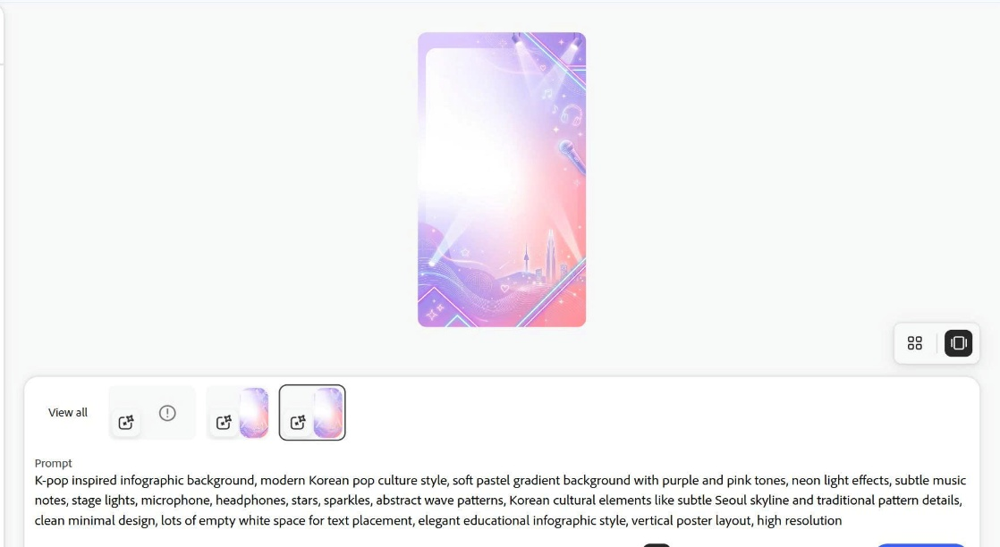 View all
Prompt
K-pop inspired infographic background, modern Korean pop culture style, soft pastel gradient background with purple and pink tones, neon light effects, subtle music
notes, stage lights, microphone, headphones, stars, sparkles, abstract wave patterns, Korean cultural elements like subtle Seoul skyline and traditional pattern details,
clean minimal design, lots of empty white space for text placement, elegant educational infographic style, vertical poster layout, high resolution